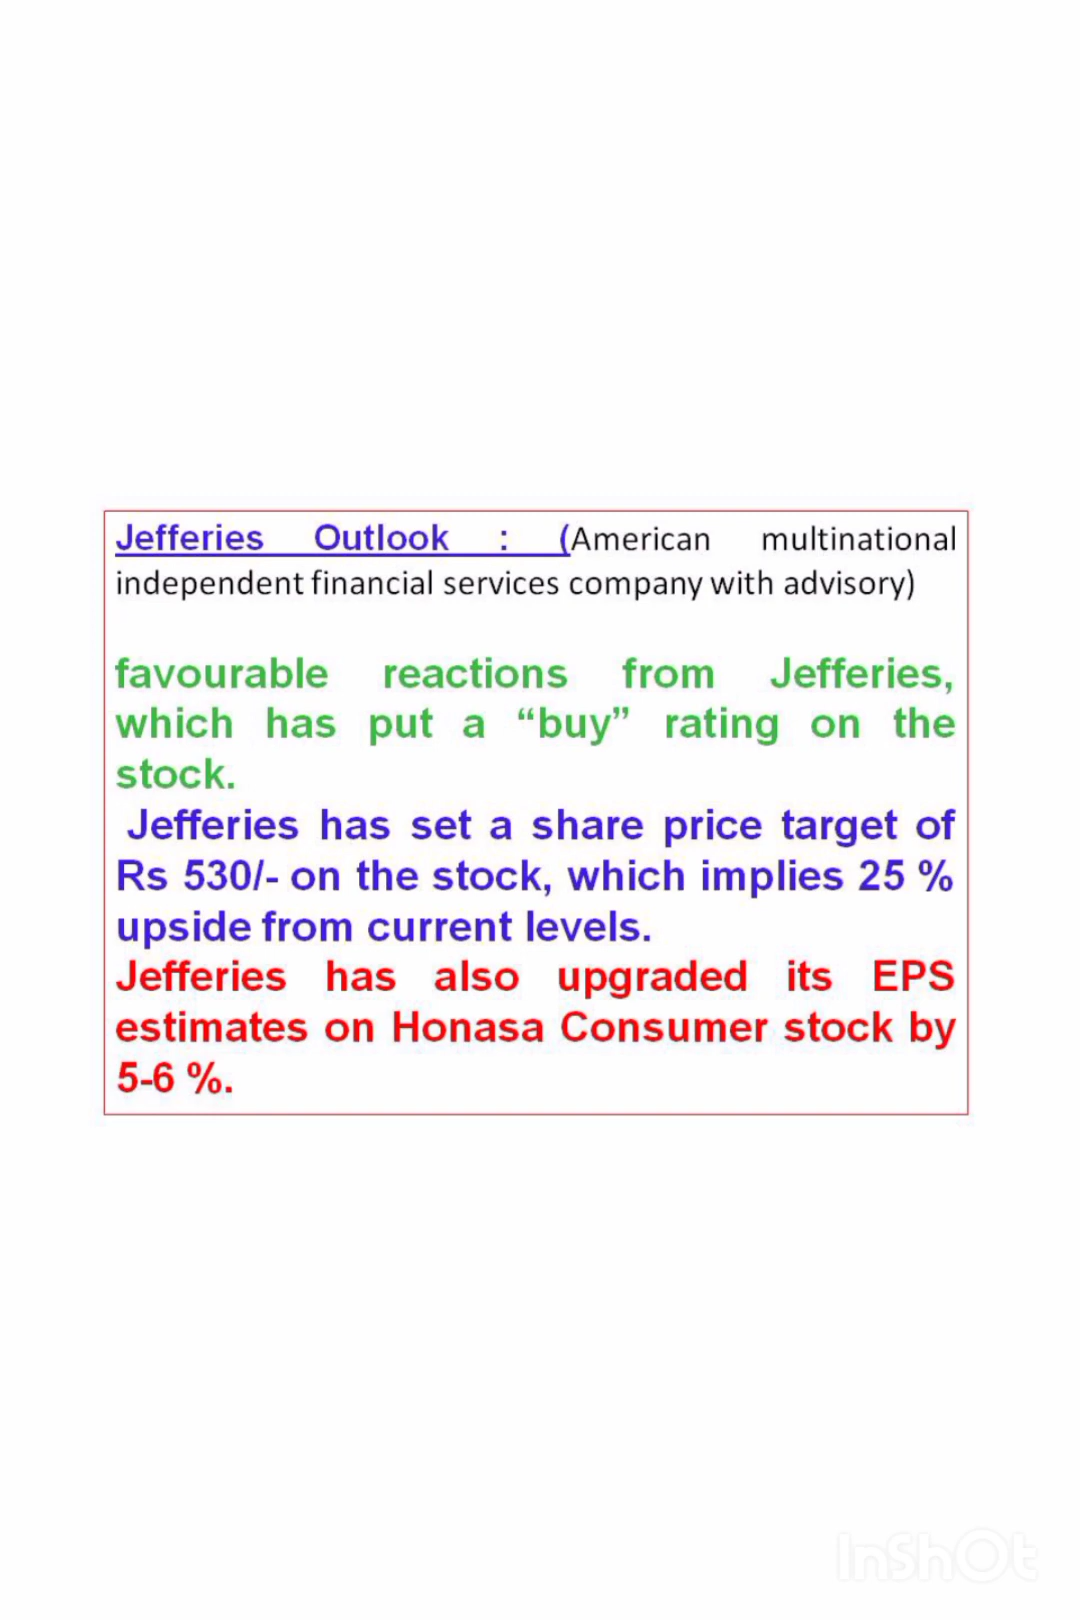 Jefferies Outlook : (American multinational
independent financial services company with advisory)
favourable reactions from Jefferies,
which has put a “buy” rating on the
stock.
Jefferies has set a share price target of
Rs 530/- on the stock, which implies 25 %
upside from current levels.
Jefferies has also upgraded its EPS
estimates on Honasa Consumer stock by
5-6 %.
InShOt